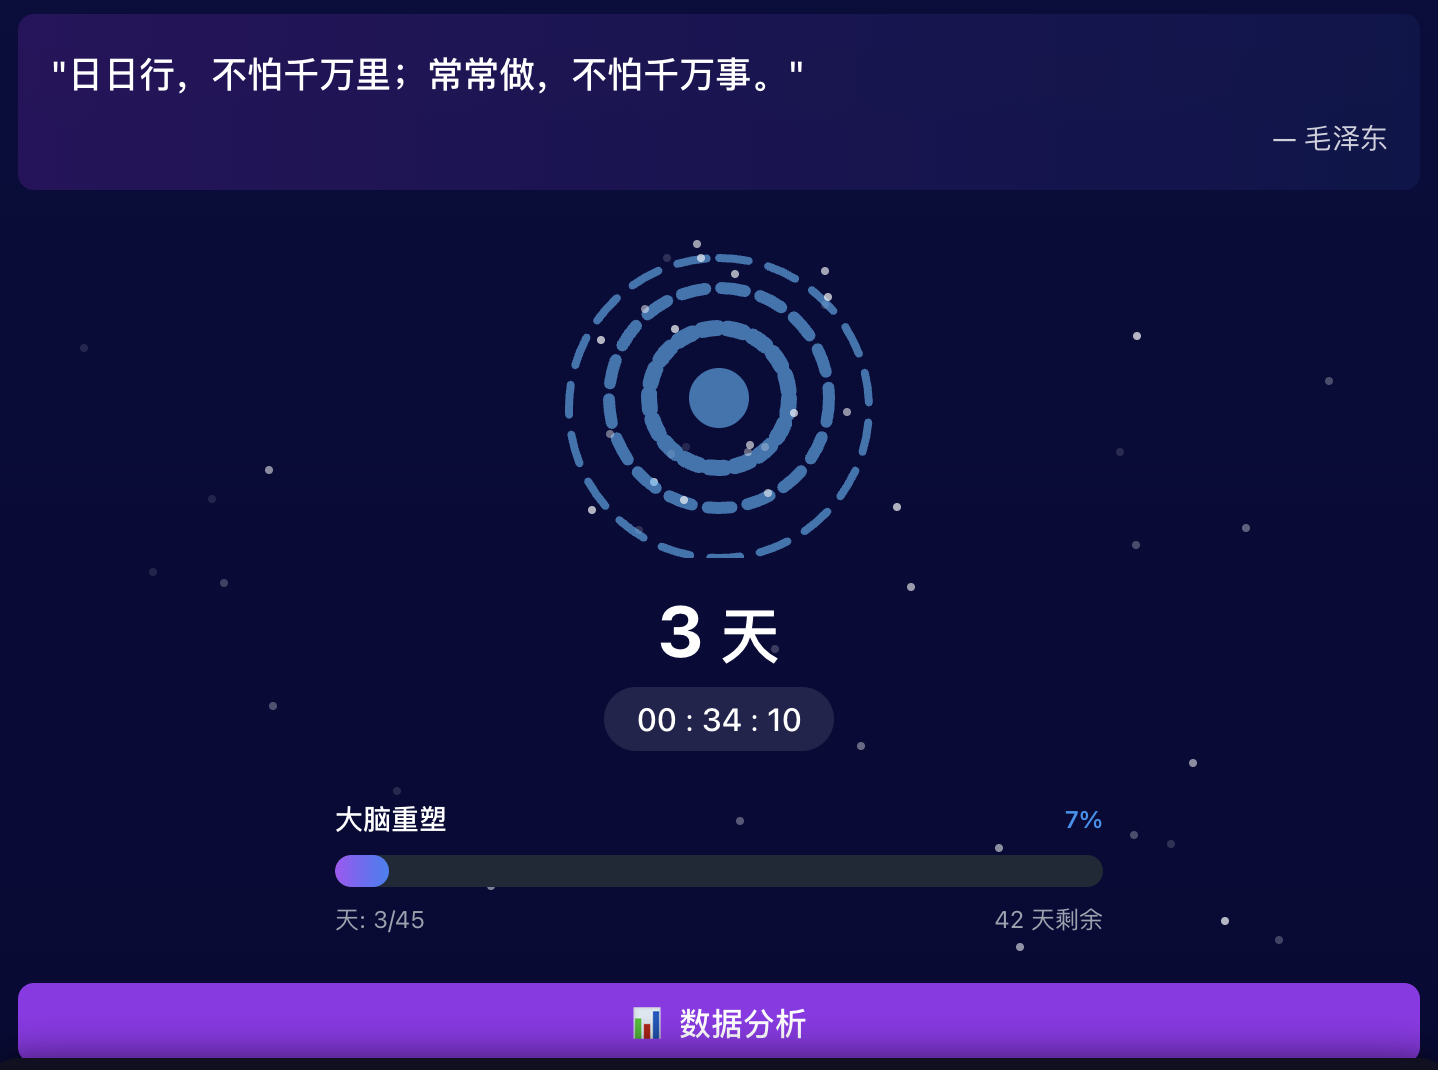 "日日行，不怕千万里；常常做，不怕千万事。"
— 毛泽东
3 天
00 : 34 : 10
大脑重塑 7%
天: 3/45 42 天剩余
📊 数据分析